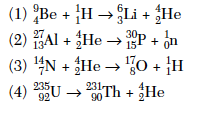 (1) ⁹₄Be + ¹₁H → ⁶₃Li + ⁴₂He
(2) ²⁷₁₃Al + ⁴₂He → ³⁰₁₅P + ¹₀n
(3) ¹⁴₇N + ⁴₂He → ¹⁷₈O + ¹₁H
(4) ²³⁵₉₂U → ²³¹₉₀Th + ⁴₂He